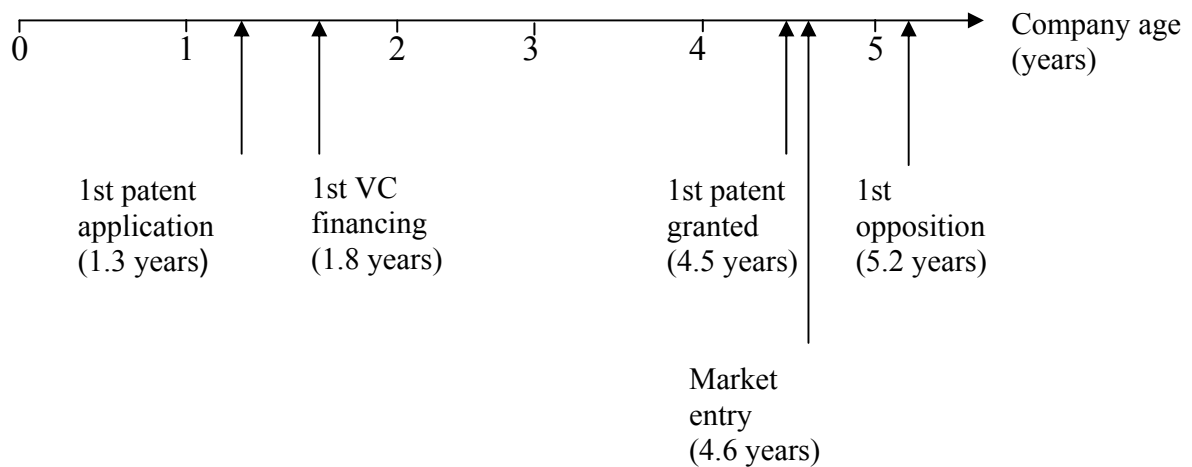 0 1 2 3 4 5
Company age
(years)
1st patent
application
(1.3 years)
1st VC
financing
(1.8 years)
1st patent
granted
(4.5 years)
1st
opposition
(5.2 years)
Market
entry
(4.6 years)